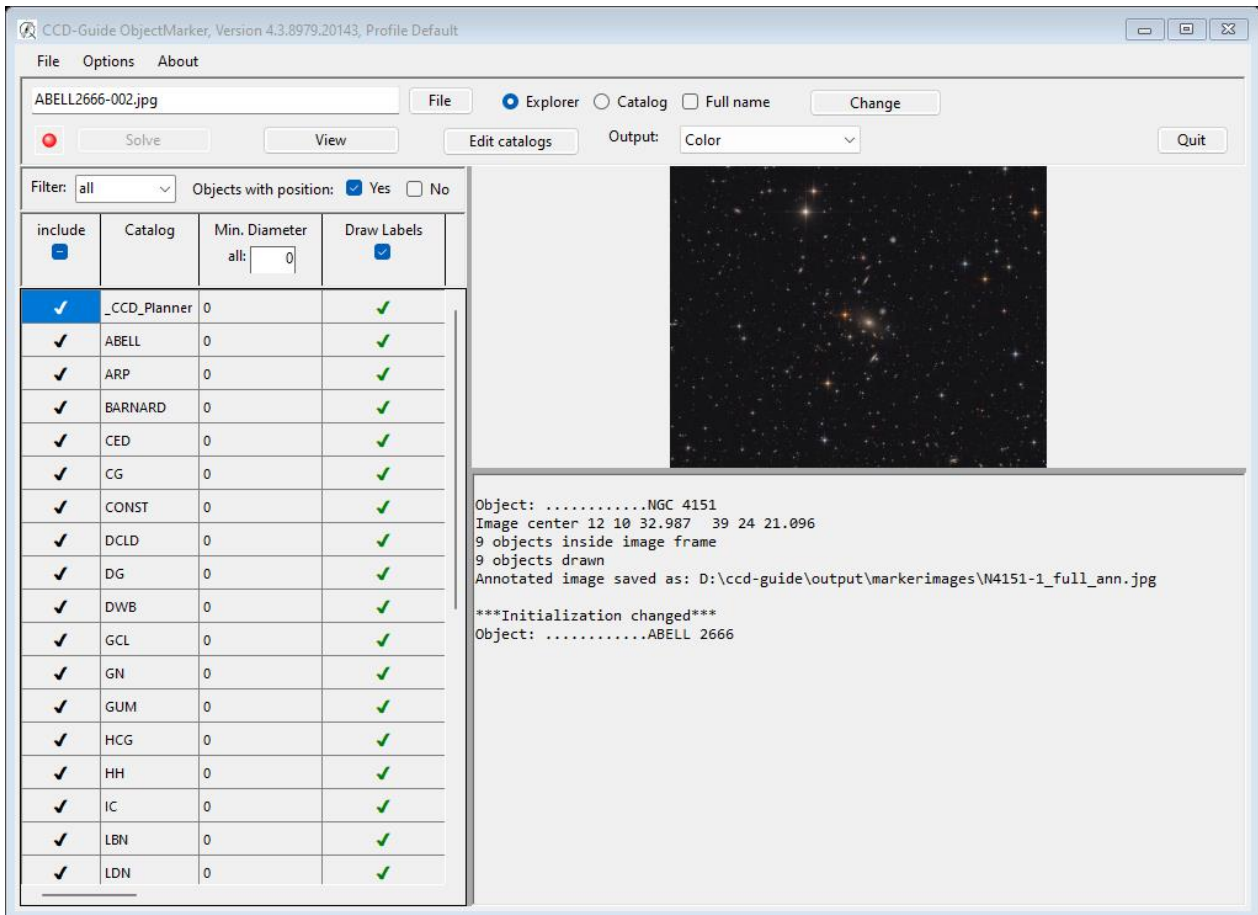 CCD-Guide ObjectMarker, Version 4.3.8979.20143, Profile Default
File Options About
ABELL2666-002.jpg File Explorer Catalog Full name Change
Solve View Edit catalogs Output: Color Quit
Filter: all Objects with position: Yes No
include Catalog Min. Diameter Draw Labels
all: 0
_CCD_Planner 0
ABELL 0
ARP 0
BARNARD 0
CED 0
CG 0
CONST 0
DCLD 0
DG 0
DWB 0
GCL 0
GN 0
GUM 0
HCG 0
HH 0
IC 0
LBN 0
LDN 0
Object: ............NGC 4151
Image center 12 10 32.987 39 24 21.096
9 objects inside image frame
9 objects drawn
Annotated image saved as: D:\ccd-guide\output\markerimages\N4151-1_full_ann.jpg
***Initialization changed***
Object: ............ABELL 2666